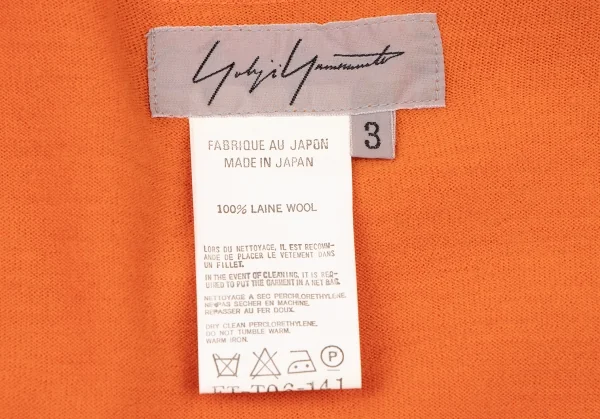 Yohji Yamamoto
3
FABRIQUE AU JAPON
MADE IN JAPAN
100% LAINE WOOL
LORS DU NETTOYAGE, IL EST RECOMM-
ANDE DE PLACER LE VETEMENT DANS
UN FILLET.
IN THE EVENT OF CLEANING, IT IS REQ-
UIRED TO PUT THE GARMENT IN A NET BAG.
NETTOYAGE A SEC PERCHLORETHYLENE.
NE PAS SECHER EN MACHINE.
REPASSER AU FER DOUX.
DRY CLEAN PERCLORETHYLENE,
DO NOT TUMBLE WARM.
WARM IRON.
P
FT-T06-141